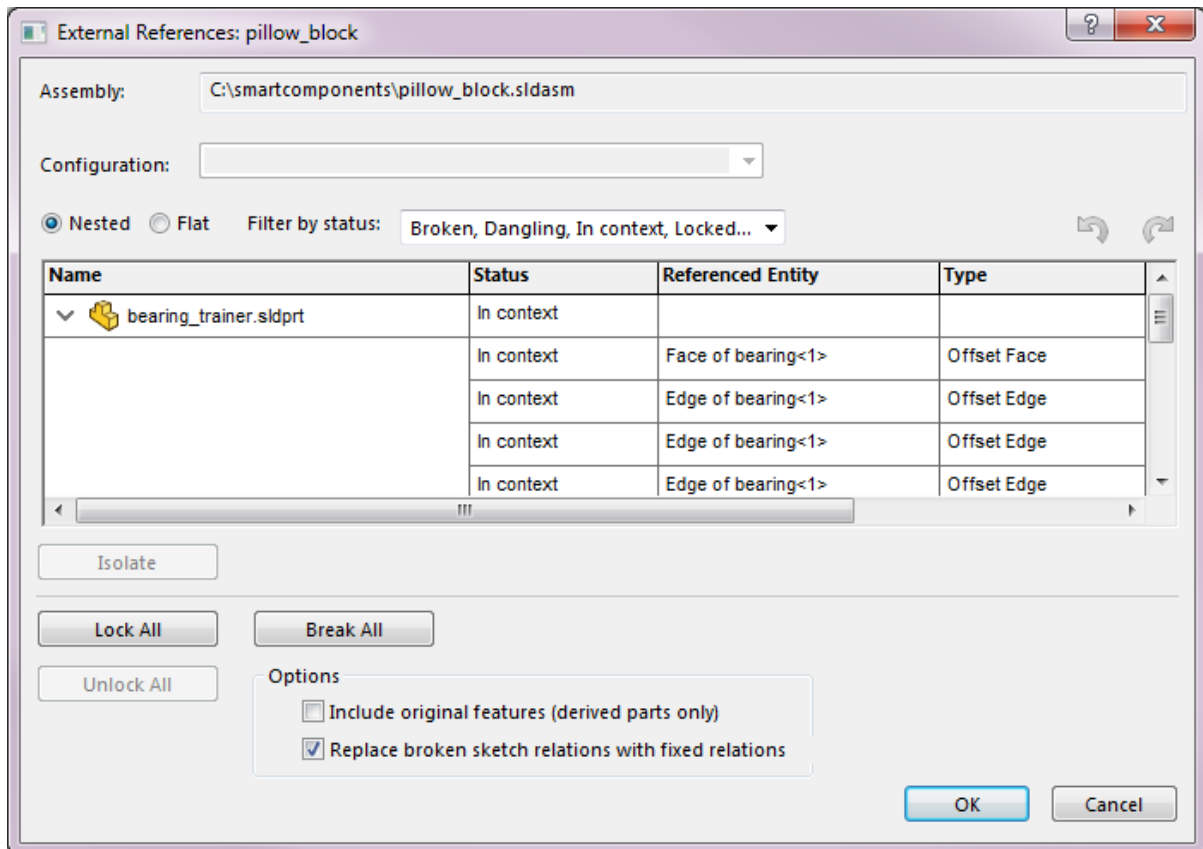 External References: pillow_block
Assembly: C:\smartcomponents\pillow_block.sldasm
Configuration:
Nested Flat Filter by status: Broken, Dangling, In context, Locked...
Name Status Referenced Entity Type
bearing_trainer.sldprt In context
In context Face of bearing<1> Offset Face
In context Edge of bearing<1> Offset Edge
In context Edge of bearing<1> Offset Edge
In context Edge of bearing<1> Offset Edge
Isolate
Lock All Break All
Unlock All Options
Include original features (derived parts only)
Replace broken sketch relations with fixed relations
OK Cancel